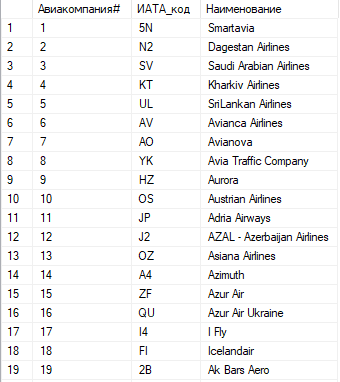 Авиакомпания# ИАТА_код Наименование
1 1 5N Smartavia
2 2 N2 Dagestan Airlines
3 3 SV Saudi Arabian Airlines
4 4 KT Kharkiv Airlines
5 5 UL SriLankan Airlines
6 6 AV Avianca Airlines
7 7 AO Avianova
8 8 YK Avia Traffic Company
9 9 HZ Aurora
10 10 OS Austrian Airlines
11 11 JP Adria Airways
12 12 J2 AZAL - Azerbaijan Airlines
13 13 OZ Asiana Airlines
14 14 A4 Azimuth
15 15 ZF Azur Air
16 16 QU Azur Air Ukraine
17 17 I4 I Fly
18 18 FI Icelandair
19 19 2B Ak Bars Aero